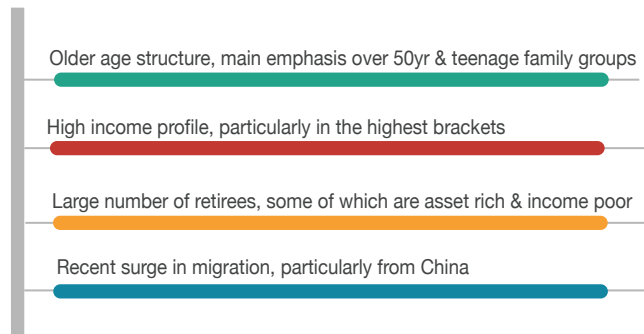 Older age structure, main emphasis over 50yr & teenage family groups
High income profile, particularly in the highest brackets
Large number of retirees, some of which are asset rich & income poor
Recent surge in migration, particularly from China